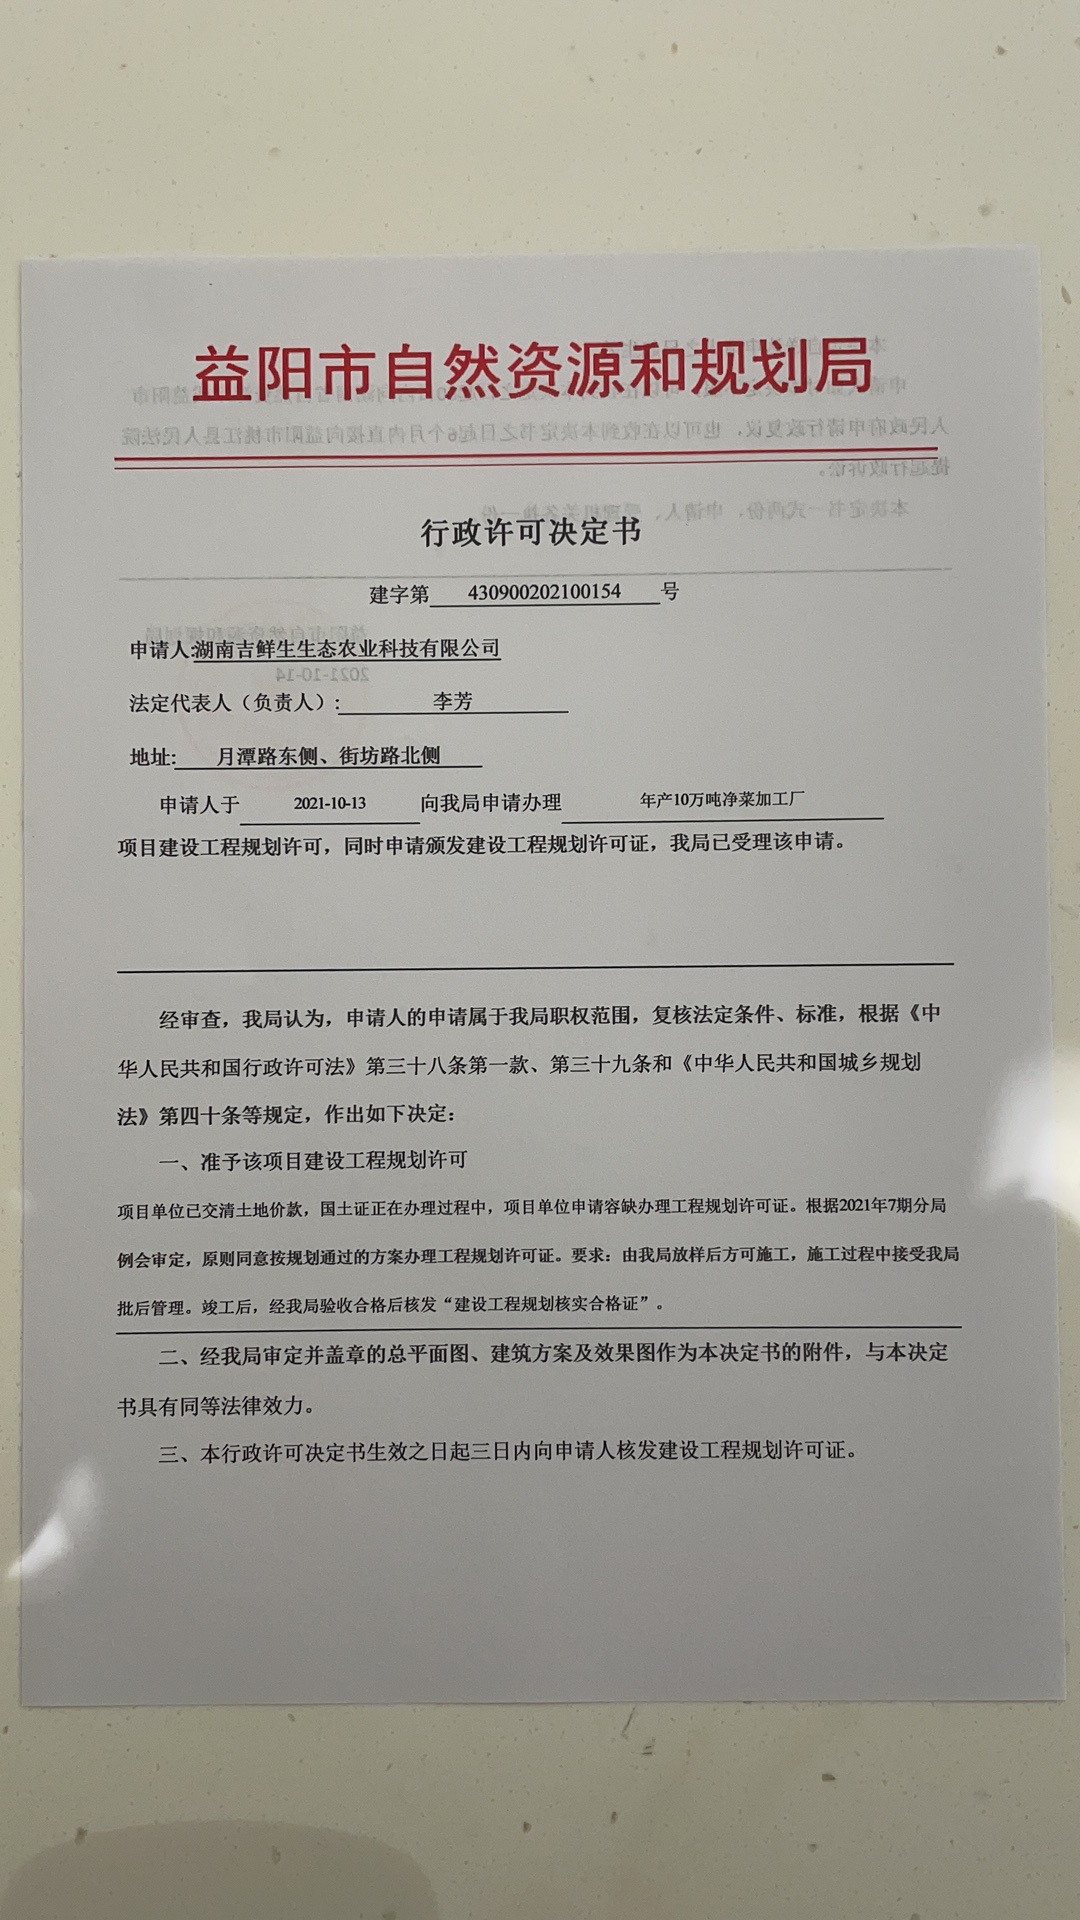 益阳市自然资源和规划局
行政许可决定书
建字第 430900202100154 号
申请人:湖南吉鲜生生态农业科技有限公司
法定代表人（负责人）: 李芳
地址: 月潭路东侧、街坊路北侧
申请人于 2021-10-13 向我局申请办理 年产10万吨净菜加工厂
项目建设工程规划许可，同时申请颁发建设工程规划许可证，我局已受理该申请。
经审查，我局认为，申请人的申请属于我局职权范围，复核法定条件、标准，根据《中
华人民共和国行政许可法》第三十八条第一款、第三十九条和《中华人民共和国城乡规划
法》第四十条等规定，作出如下决定：
一、准予该项目建设工程规划许可
项目单位已交清土地价款，国土证正在办理过程中，项目单位申请容缺办理工程规划许可证。根据2021年7期分局
例会审定，原则同意按规划通过的方案办理工程规划许可证。要求：由我局放样后方可施工，施工过程中接受我局
批后管理。竣工后，经我局验收合格后核发“建设工程规划核实合格证”。
二、经我局审定并盖章的总平面图、建筑方案及效果图作为本决定书的附件，与本决定
书具有同等法律效力。
三、本行政许可决定书生效之日起三日内向申请人核发建设工程规划许可证。